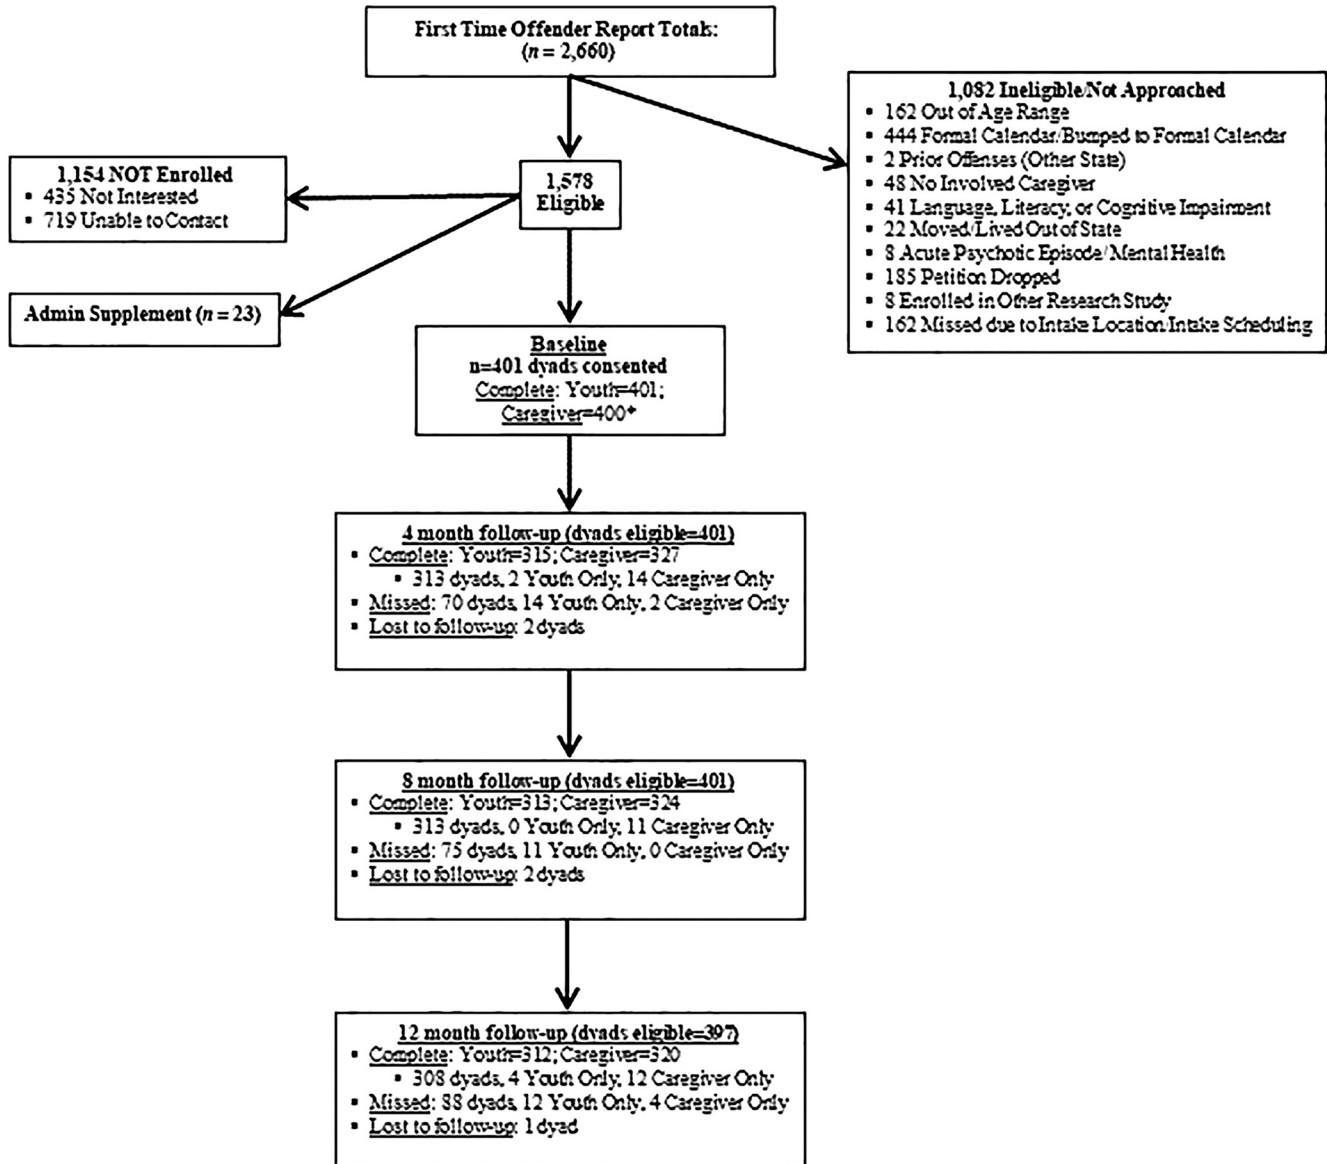 First Time Offender Report Totals:
(n = 2,660)
1,082 Ineligible/Not Approached
▪ 162 Out of Age Range
▪ 444 Formal Calendar/Bumped to Formal Calendar
▪ 2 Prior Offenses (Other State)
▪ 48 No Involved Caregiver
▪ 41 Language, Literacy, or Cognitive Impairment
▪ 22 Moved/Lived Out of State
▪ 8 Acute Psychotic Episode/Mental Health
▪ 185 Petition Dropped
▪ 8 Enrolled in Other Research Study
▪ 162 Missed due to Intake Location/Intake Scheduling
1,154 NOT Enrolled
▪ 435 Not Interested
▪ 719 Unable to Contact
1,578
Eligible
Admin Supplement (n = 23)
Baseline
n=401 dyads consented
Complete: Youth=401;
Caregiver=400*
4 month follow-up (dyads eligible=401)
▪ Complete: Youth=315; Caregiver=327
▪ 313 dyads, 2 Youth Only, 14 Caregiver Only
▪ Missed: 70 dyads, 14 Youth Only, 2 Caregiver Only
▪ Lost to follow-up: 2 dyads
8 month follow-up (dyads eligible=401)
▪ Complete: Youth=313; Caregiver=324
▪ 313 dyads, 0 Youth Only, 11 Caregiver Only
▪ Missed: 75 dyads, 11 Youth Only, 0 Caregiver Only
▪ Lost to follow-up: 2 dyads
12 month follow-up (dyads eligible=397)
▪ Complete: Youth=312; Caregiver=320
▪ 308 dyads, 4 Youth Only, 12 Caregiver Only
▪ Missed: 88 dyads, 12 Youth Only, 4 Caregiver Only
▪ Lost to follow-up: 1 dyad